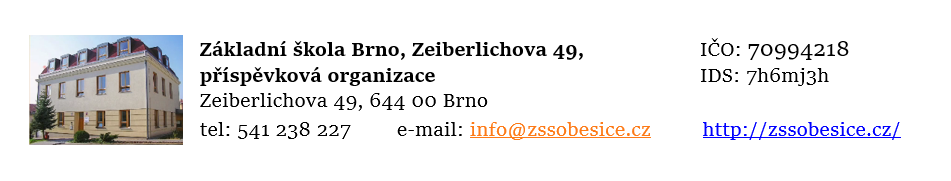 Základní škola Brno, Zeiberlichova 49,
příspěvková organizace
Zeiberlichova 49, 644 00 Brno
tel: 541 238 227 e-mail: info@zssobesice.cz
IČO: 70994218
IDS: 7h6mj3h
http://zssobesice.cz/